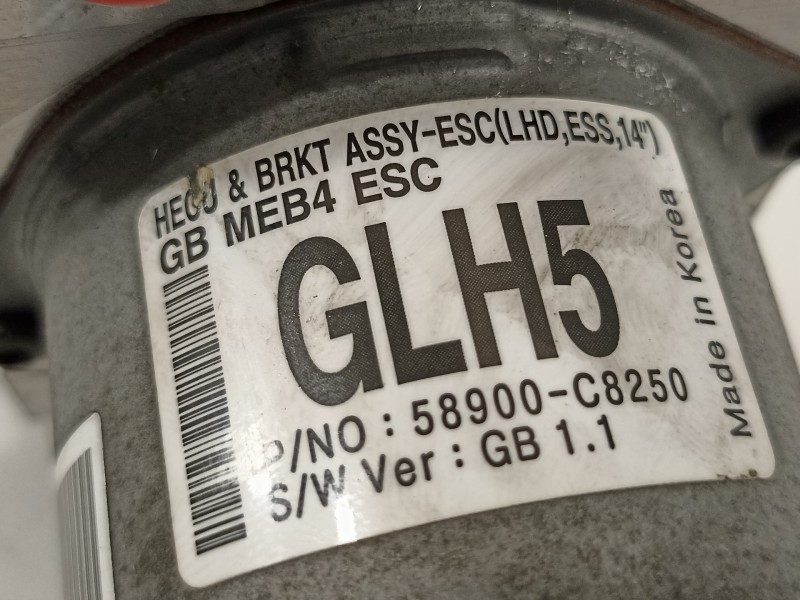 HECU & BRKT ASSY-ESC(LHD,ESS,14")
GB MEB4 ESC
GLH5
P/NO : 58900-C8250
S/W Ver : GB 1.1
Made in Korea